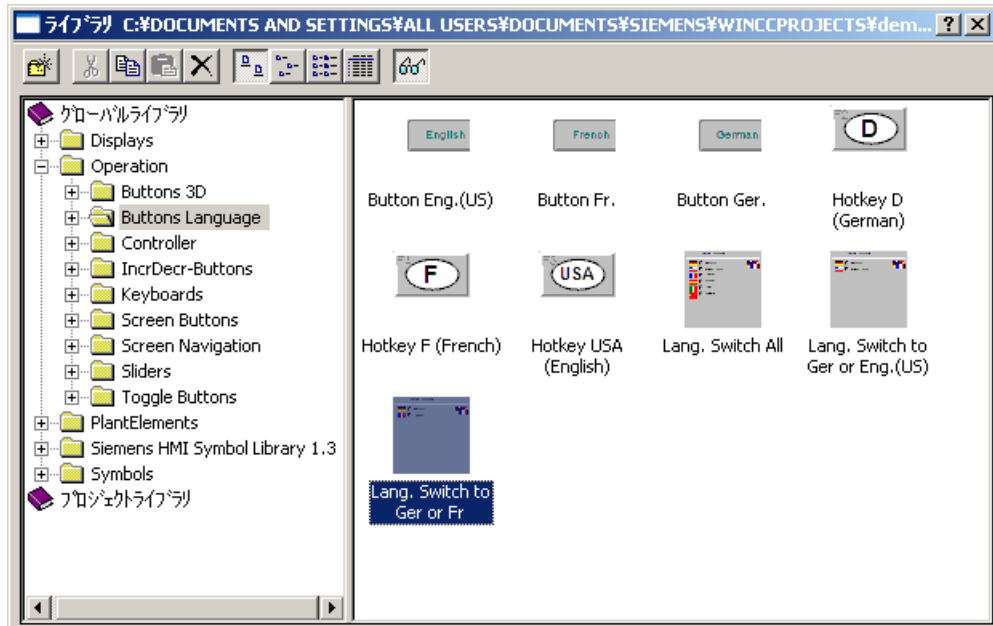 ﾗｲﾌﾞﾗﾘ C:¥DOCUMENTS AND SETTINGS¥ALL USERS¥DOCUMENTS¥SIEMENS¥WINCCPROJECTS¥dem...
ｸﾞﾛｰﾊﾞﾙﾗｲﾌﾞﾗﾘ
Displays
Operation
Buttons 3D
Buttons Language
Controller
IncrDecr-Buttons
Keyboards
Screen Buttons
Screen Navigation
Sliders
Toggle Buttons
PlantElements
Siemens HMI Symbol Library 1.3
Symbols
ﾌﾟﾛｼﾞｪｸﾄﾗｲﾌﾞﾗﾘ
English
French
German
D
Button Eng.(US)
Button Fr.
Button Ger.
Hotkey D
(German)
F
USA
Hotkey F (French)
Hotkey USA
(English)
Lang. Switch All
Lang. Switch to
Ger or Eng.(US)
Lang. Switch to
Ger or Fr